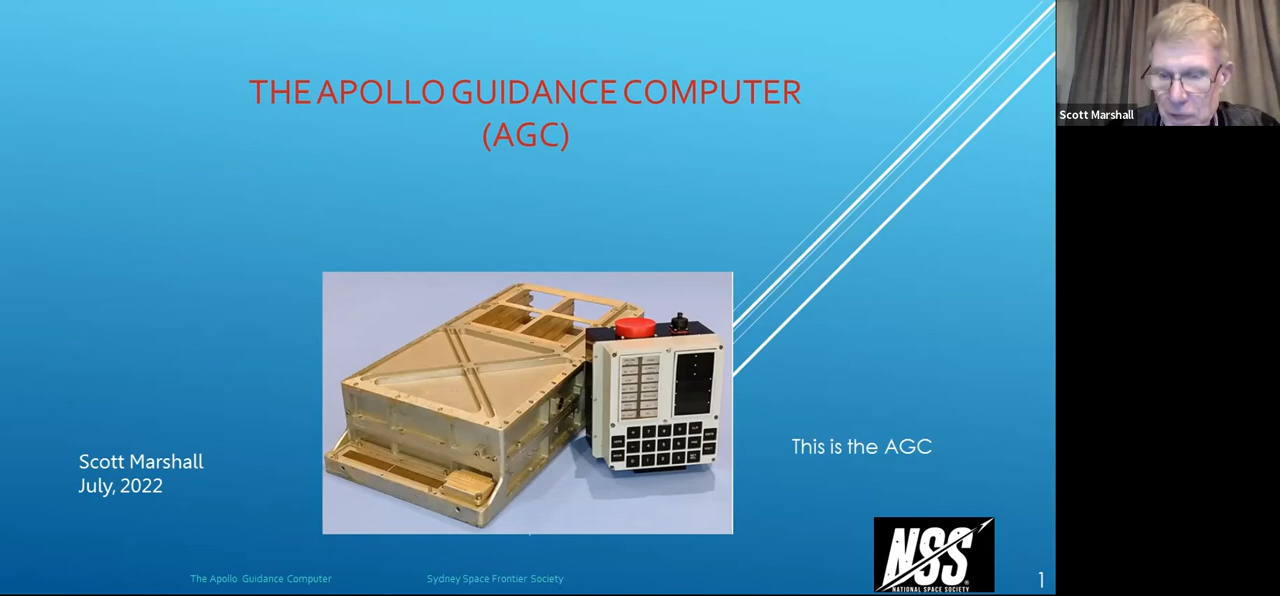 THE APOLLO GUIDANCE COMPUTER
(AGC)
Scott Marshall
This is the AGC
Scott Marshall
July, 2022
NSS
NATIONAL SPACE SOCIETY
The Apollo Guidance Computer
Sydney Space Frontier Society
1